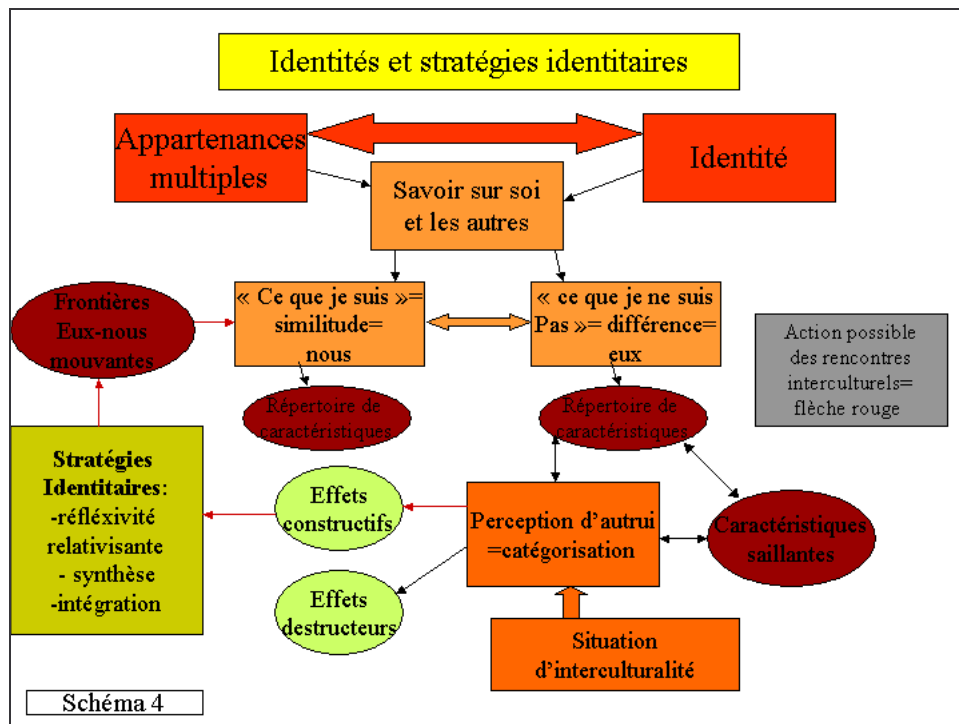 Identités et stratégies identitaires
Appartenances
multiples
Identité
Savoir sur soi
et les autres
« Ce que je suis »=
similitude=
nous
« ce que je ne suis
Pas »= différence=
eux
Frontières
Eux-nous
mouvantes
Action possible
des rencontres
interculturels=
flèche rouge
Répertoire de
caractéristiques
Répertoire de
caractéristiques
Stratégies
Identitaires:
-réfléxivité
relativisante
- synthèse
-intégration
Effets
constructifs
Perception d'autrui
=catégorisation
Caractéristiques
saillantes
Effets
destructeurs
Situation
d'interculturalité
Schéma 4